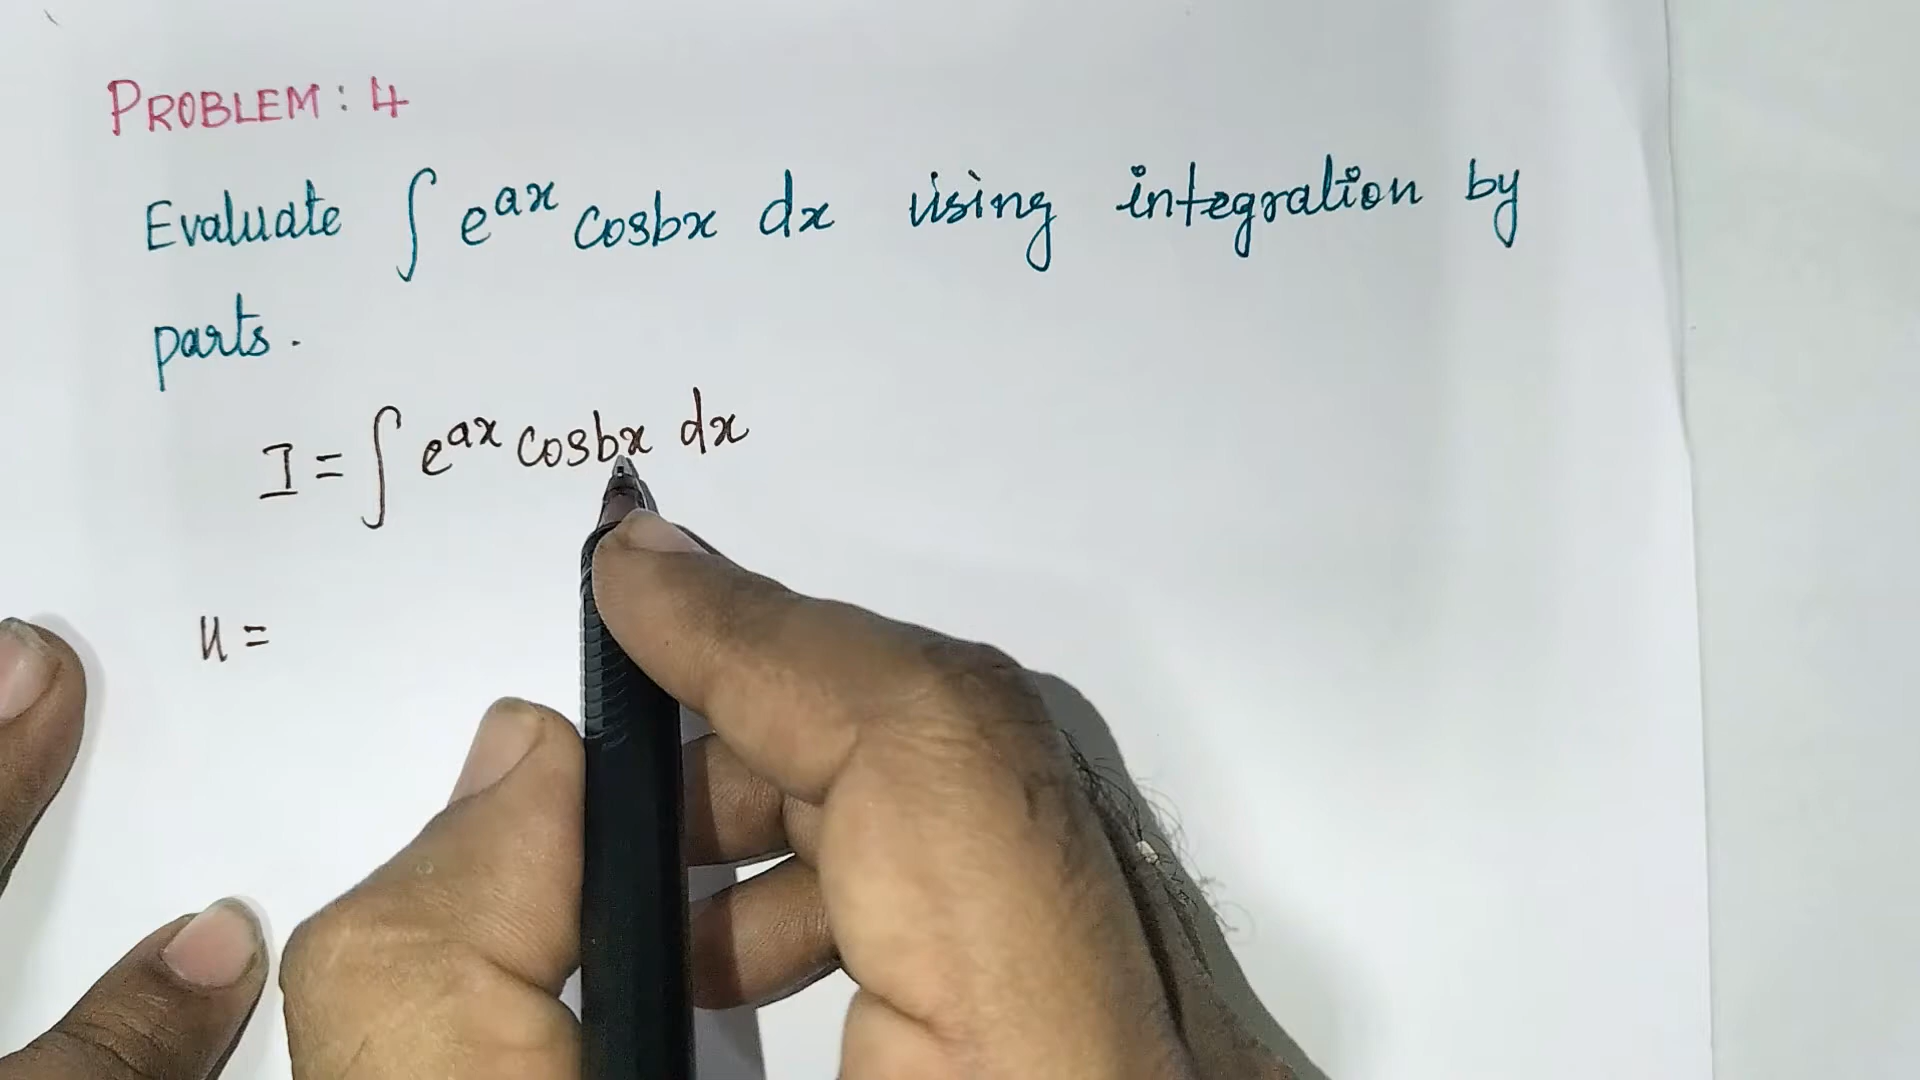 PROBLEM: 4
Evaluate ∫ e^{ax} cosbx dx using integration by
parts.
I = ∫ e^{ax} cosbx dx
u =